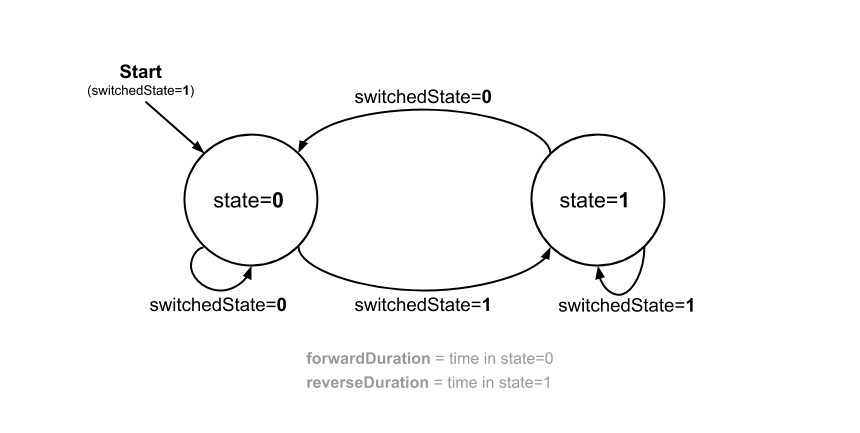 Start
(switchedState=1)
switchedState=0
state=0
state=1
switchedState=0
switchedState=1
switchedState=1
forwardDuration = time in state=0
reverseDuration = time in state=1